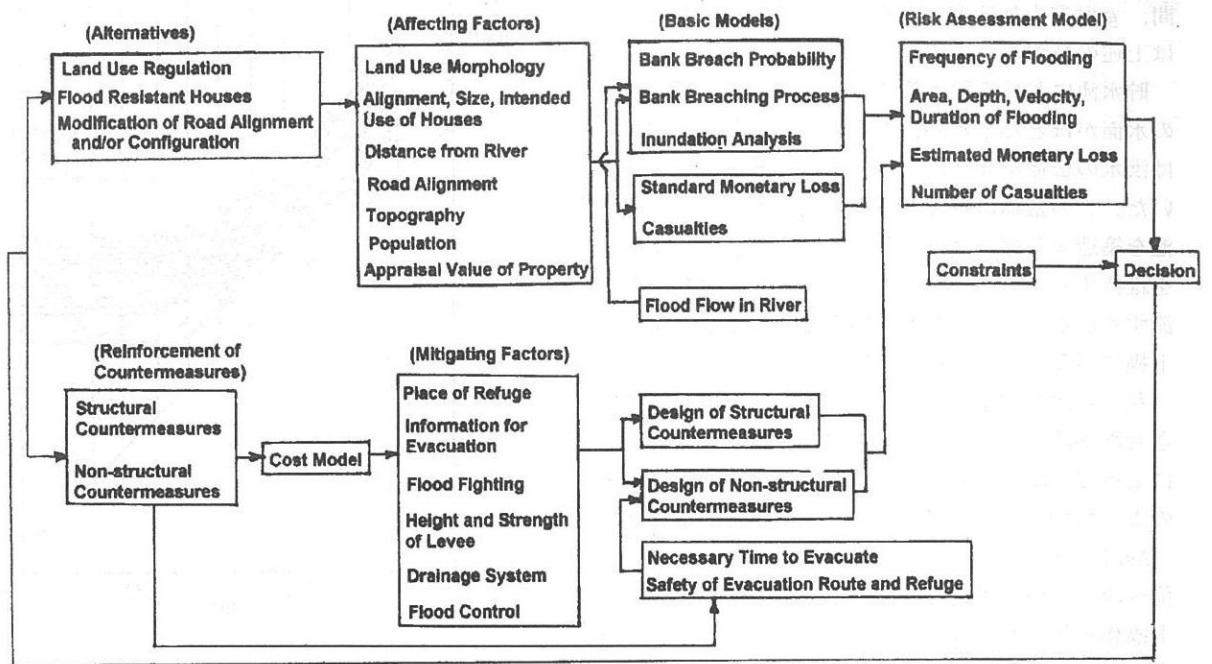 (Alternatives)
Land Use Regulation
Flood Resistant Houses
Modification of Road Alignment
and/or Configuration
(Affecting Factors)
Land Use Morphology
Alignment, Size, Intended
Use of Houses
Distance from River
Road Alignment
Topography
Population
Appraisal Value of Property
(Basic Models)
Bank Breach Probability
Bank Breaching Process
Inundation Analysis
Standard Monetary Loss
Casualties
Flood Flow in River
(Risk Assessment Model)
Frequency of Flooding
Area, Depth, Velocity,
Duration of Flooding
Estimated Monetary Loss
Number of Casualties
Constraints
Decision
(Reinforcement of
Countermeasures)
Structural
Countermeasures
Non-structural
Countermeasures
Cost Model
(Mitigating Factors)
Place of Refuge
Information for
Evacuation
Flood Fighting
Height and Strength
of Levee
Drainage System
Flood Control
Design of Structural
Countermeasures
Design of Non-structural
Countermeasures
Necessary Time to Evacuate
Safety of Evacuation Route and Refuge